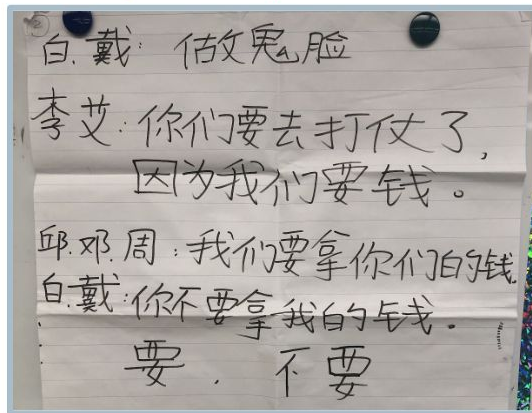 白.戴: 做鬼脸
李艾:你们要去打仗了,
因为我们要钱。
邱.邓.周:我们要拿你们的钱.
白.戴:你不要拿我的钱.
要. 不要